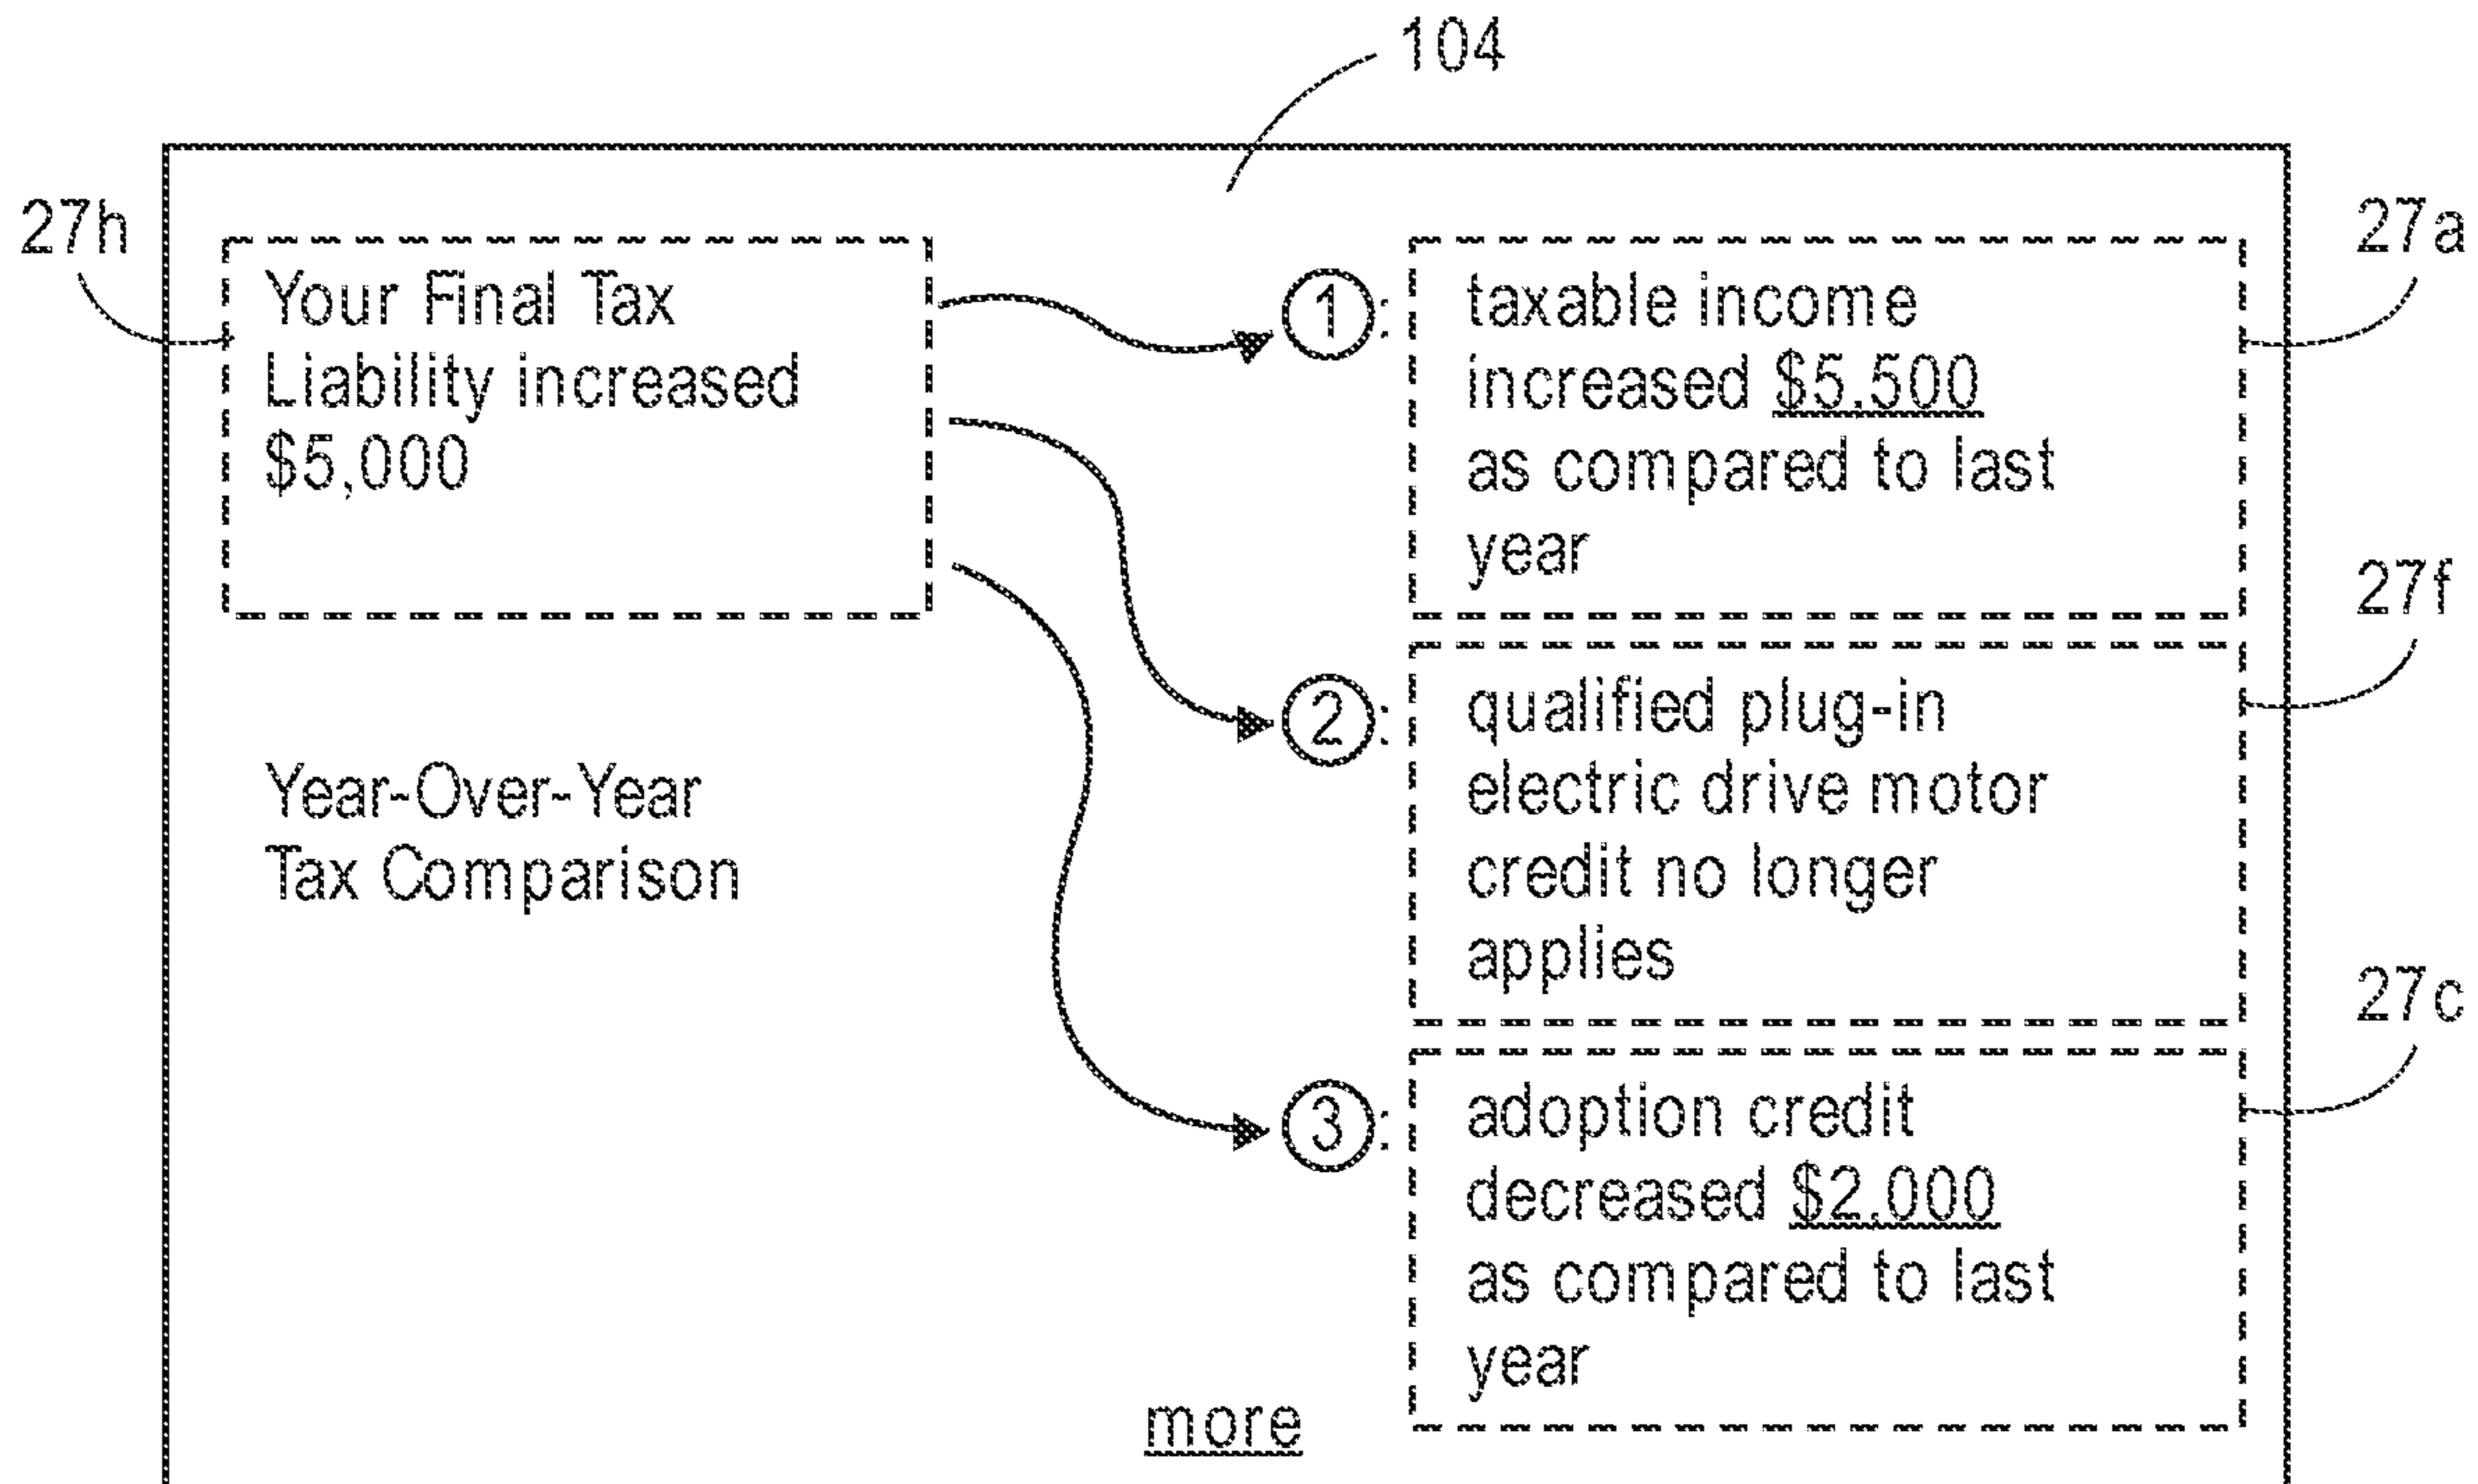 104
27h
Your Final Tax
Liability increased
$5,000
Year-Over-Year
Tax Comparison
1:
taxable income
increased $5,500
as compared to last
year
27a
2:
qualified plug-in
electric drive motor
credit no longer
applies
27f
3:
adoption credit
decreased $2,000
as compared to last
year
27c
more